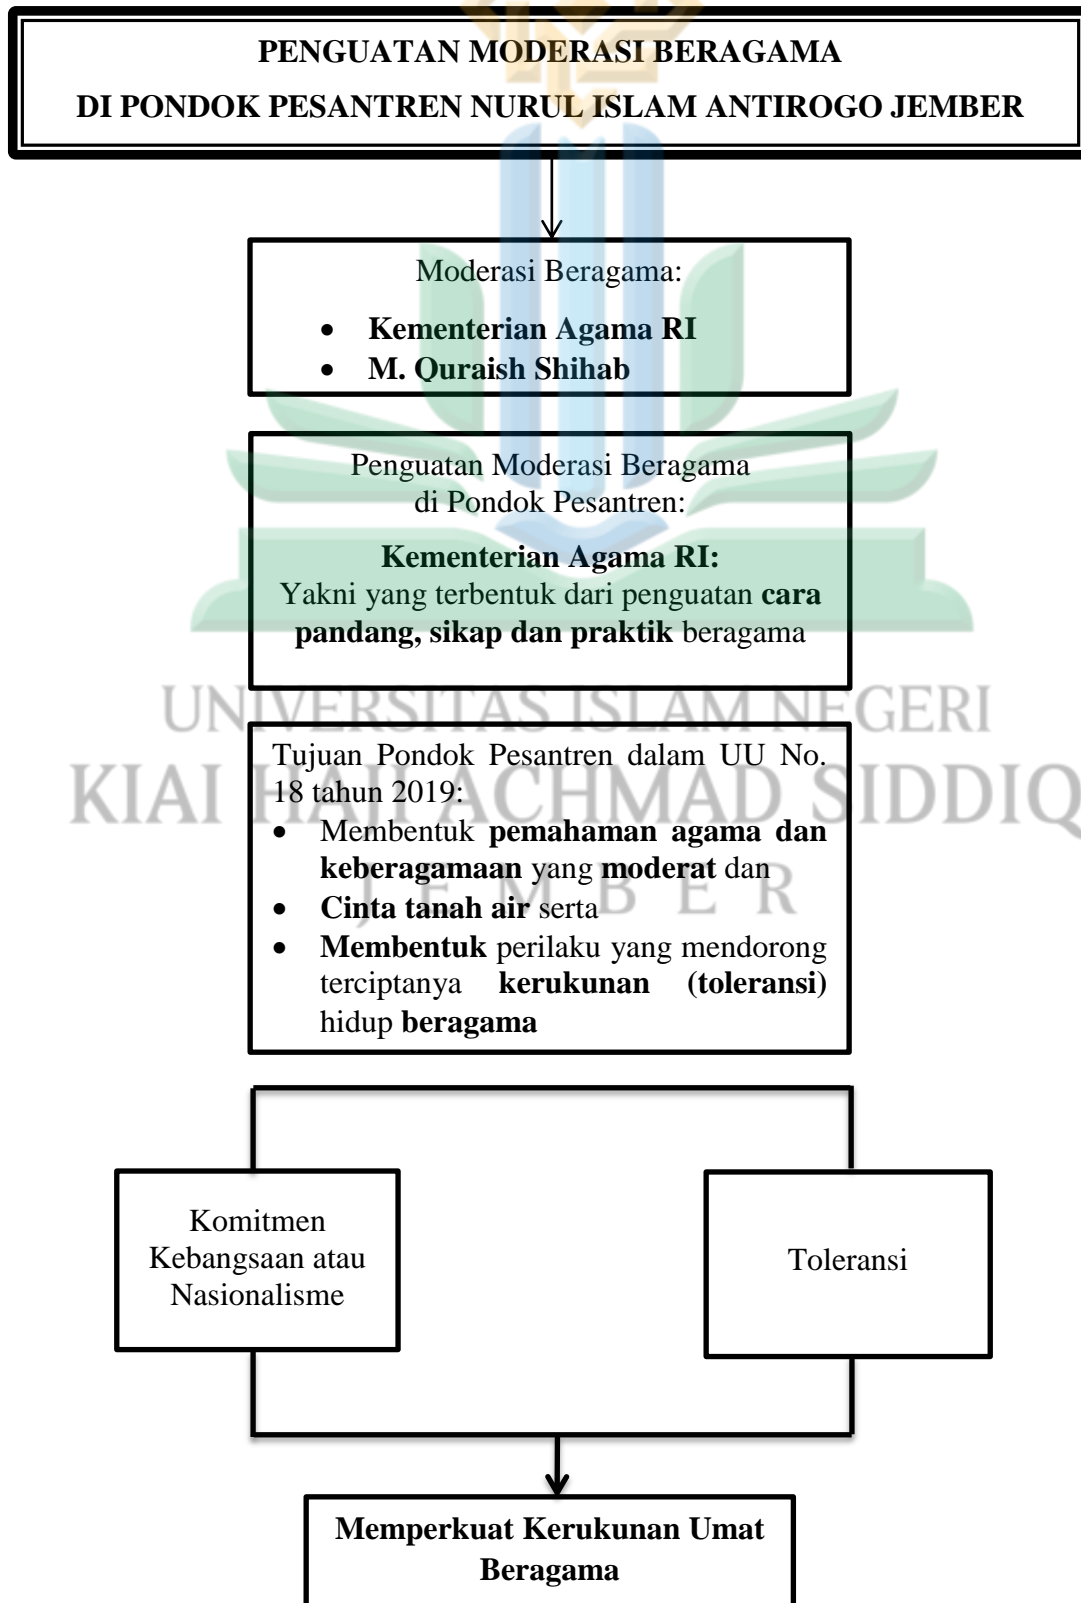 PENGUATAN MODERASI BERAGAMA
DI PONDOK PESANTREN NURUL ISLAM ANTIROGO JEMBER
Moderasi Beragama:
• Kementerian Agama RI
• M. Quraish Shihab
Penguatan Moderasi Beragama
di Pondok Pesantren:
Kementerian Agama RI:
Yakni yang terbentuk dari penguatan cara
pandang, sikap dan praktik beragama
UNIVERSITAS ISLAM NEGERI
Tujuan Pondok Pesantren dalam UU No.
18 tahun 2019:
KIAI HAJI ACHMAD SIDDIQ
• Membentuk pemahaman agama dan
keberagamaan yang moderat dan
JEMBER
• Cinta tanah air serta
• Membentuk perilaku yang mendorong
terciptanya kerukunan (toleransi)
hidup beragama
Komitmen
Kebangsaan atau
Nasionalisme
Toleransi
Memperkuat Kerukunan Umat
Beragama